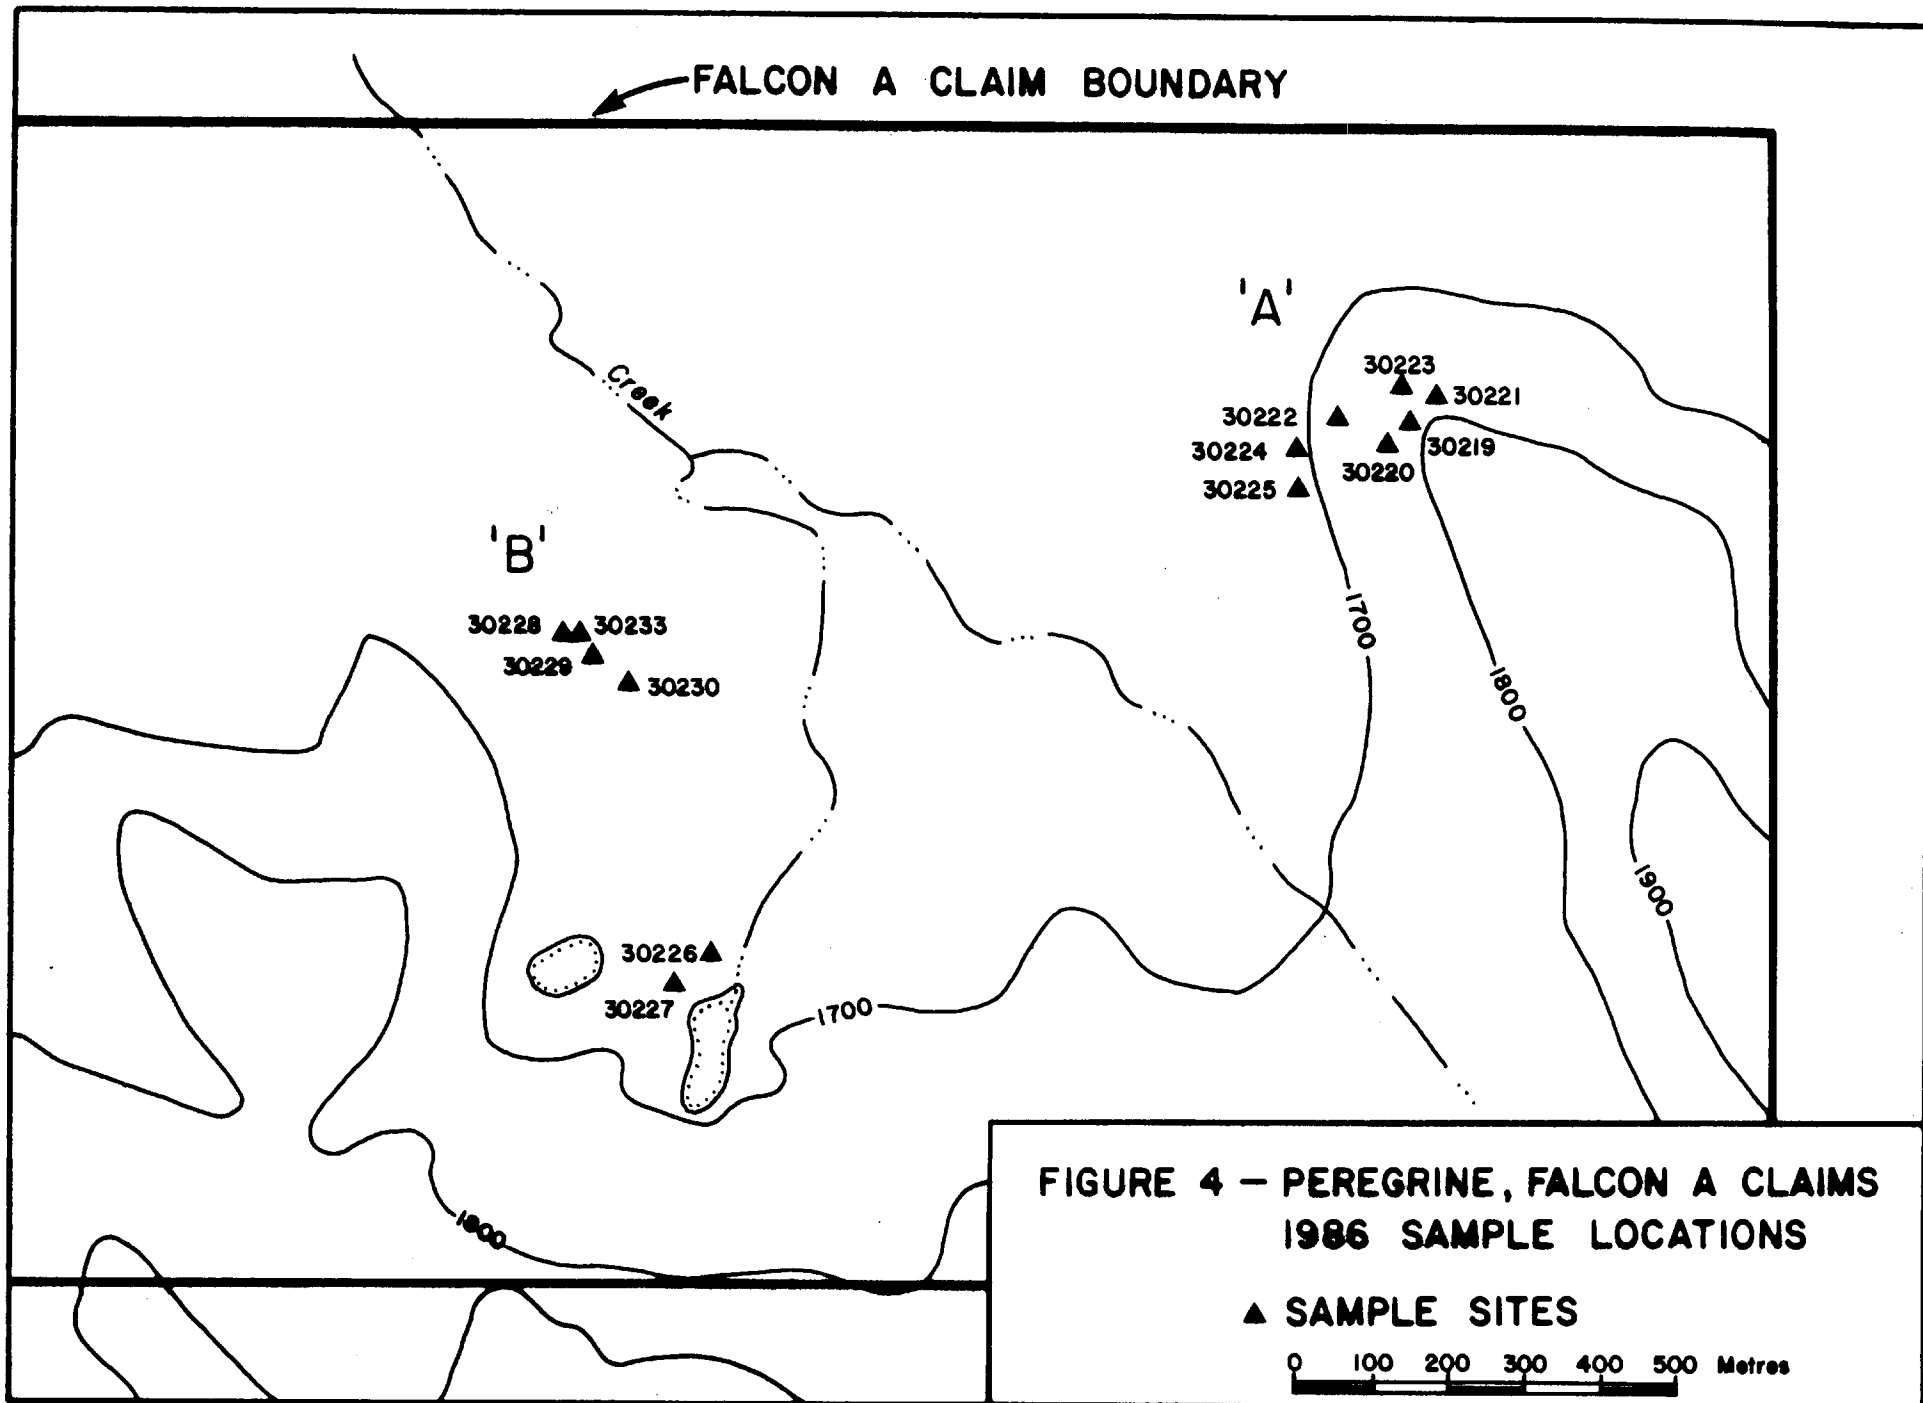 FALCON A CLAIM BOUNDARY
'A'
30223
30221
30222
30224
30219
30220
30225
Creek
'B'
30228
30233
30229
30230
1700
1800
1900
30226
30227
1700
1800
FIGURE 4 — PEREGRINE, FALCON A CLAIMS
1986 SAMPLE LOCATIONS
▲ SAMPLE SITES
0 100 200 300 400 500 Metres